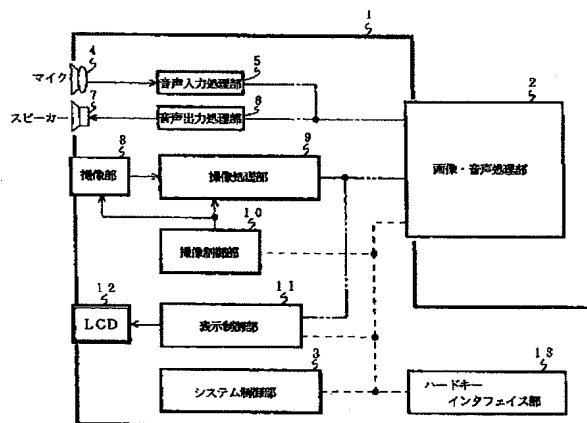 1
マイク
4
音声入力処理部
5
2
スピーカー
7
音声出力処理部
6
画像・音声処理部
8
撮像部
9
撮像処理部
10
撮像制御部
12
LCD
11
表示制御部
3
システム制御部
13
ハードキー
インタフェイス部